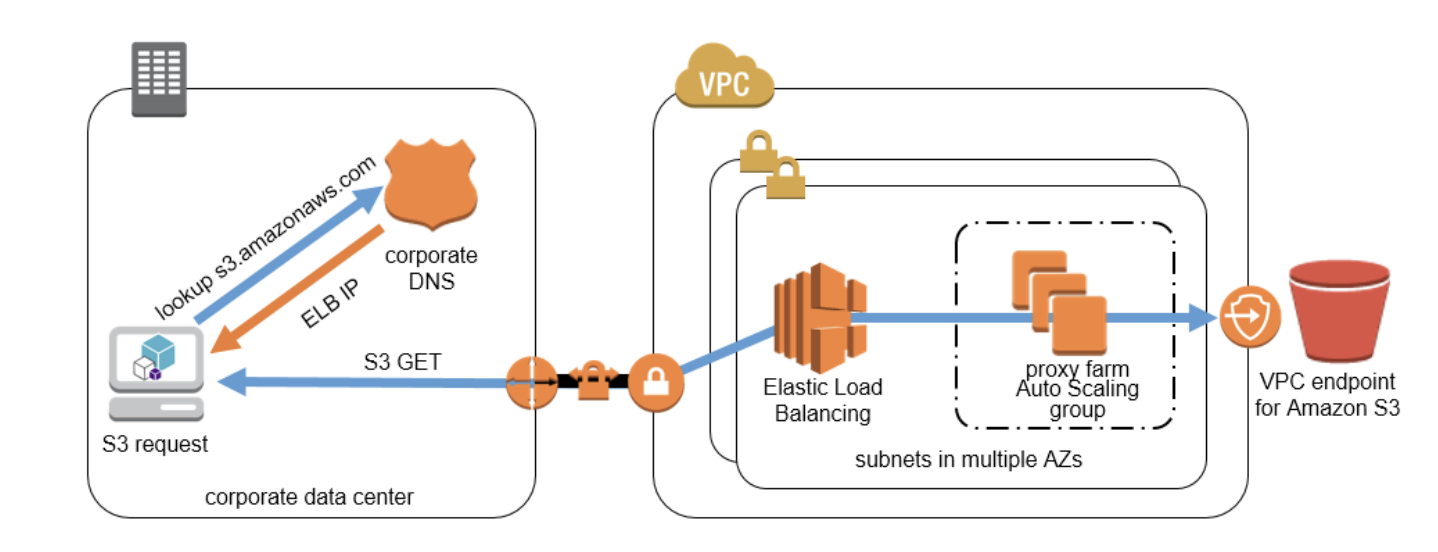 VPC
lookup s3.amazonaws.com
corporate
DNS
ELB IP
S3 GET
S3 request
corporate data center
Elastic Load
Balancing
proxy farm
Auto Scaling
group
subnets in multiple AZs
VPC endpoint
for Amazon S3